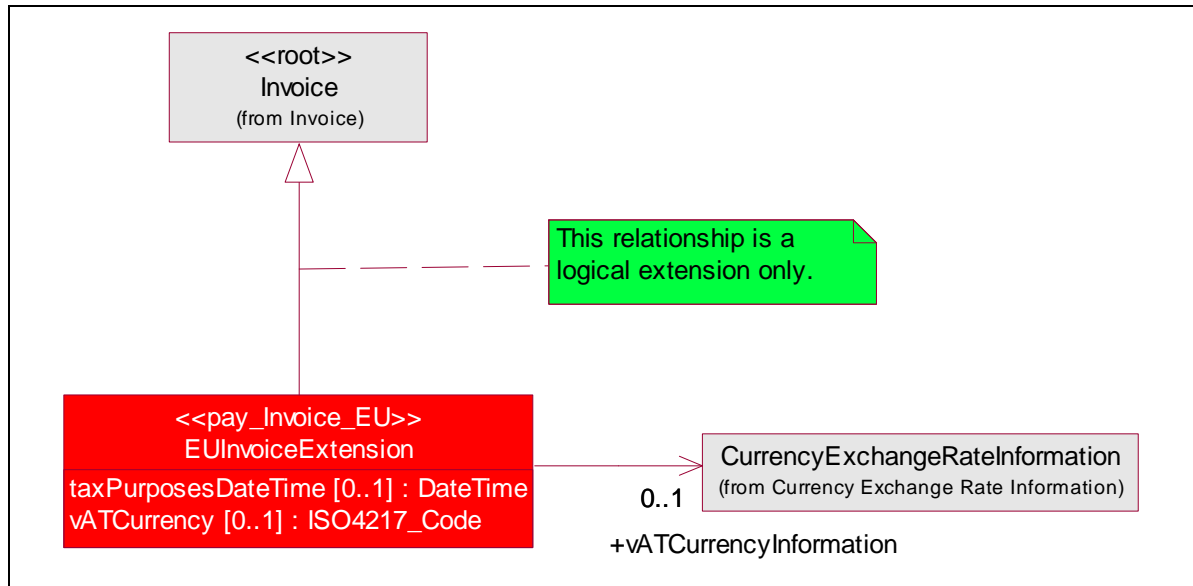 <<root>>
Invoice
(from Invoice)
This relationship is a
logical extension only.
<<pay_Invoice_EU>>
EUInvoiceExtension
taxPurposesDateTime [0..1] : DateTime
vATCurrency [0..1] : ISO4217_Code
CurrencyExchangeRateInformation
(from Currency Exchange Rate Information)
0..1
+vATCurrencyInformation